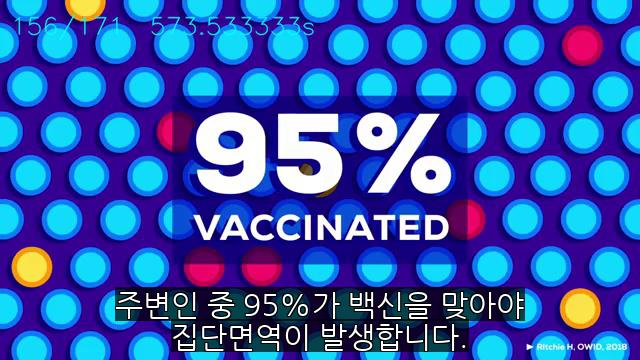 156/171 573.533333s
95%
VACCINATED
주변인 중 95%가 백신을 맞아야
집단면역이 발생합니다.
► Ritchie H, OWID, 2018